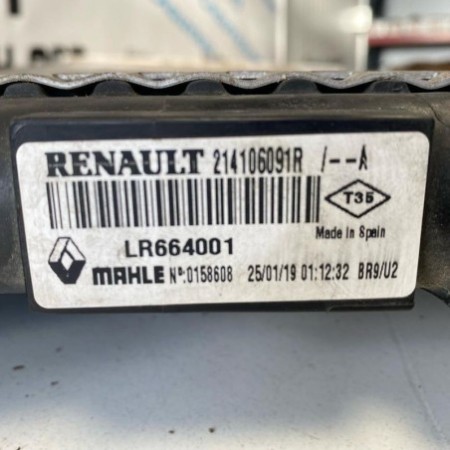 RENAULT 214106091R /--A
T35
Made in Spain
LR664001
MAHLE Nº:0158608 25/01/19 01:12:32 BR9/U2